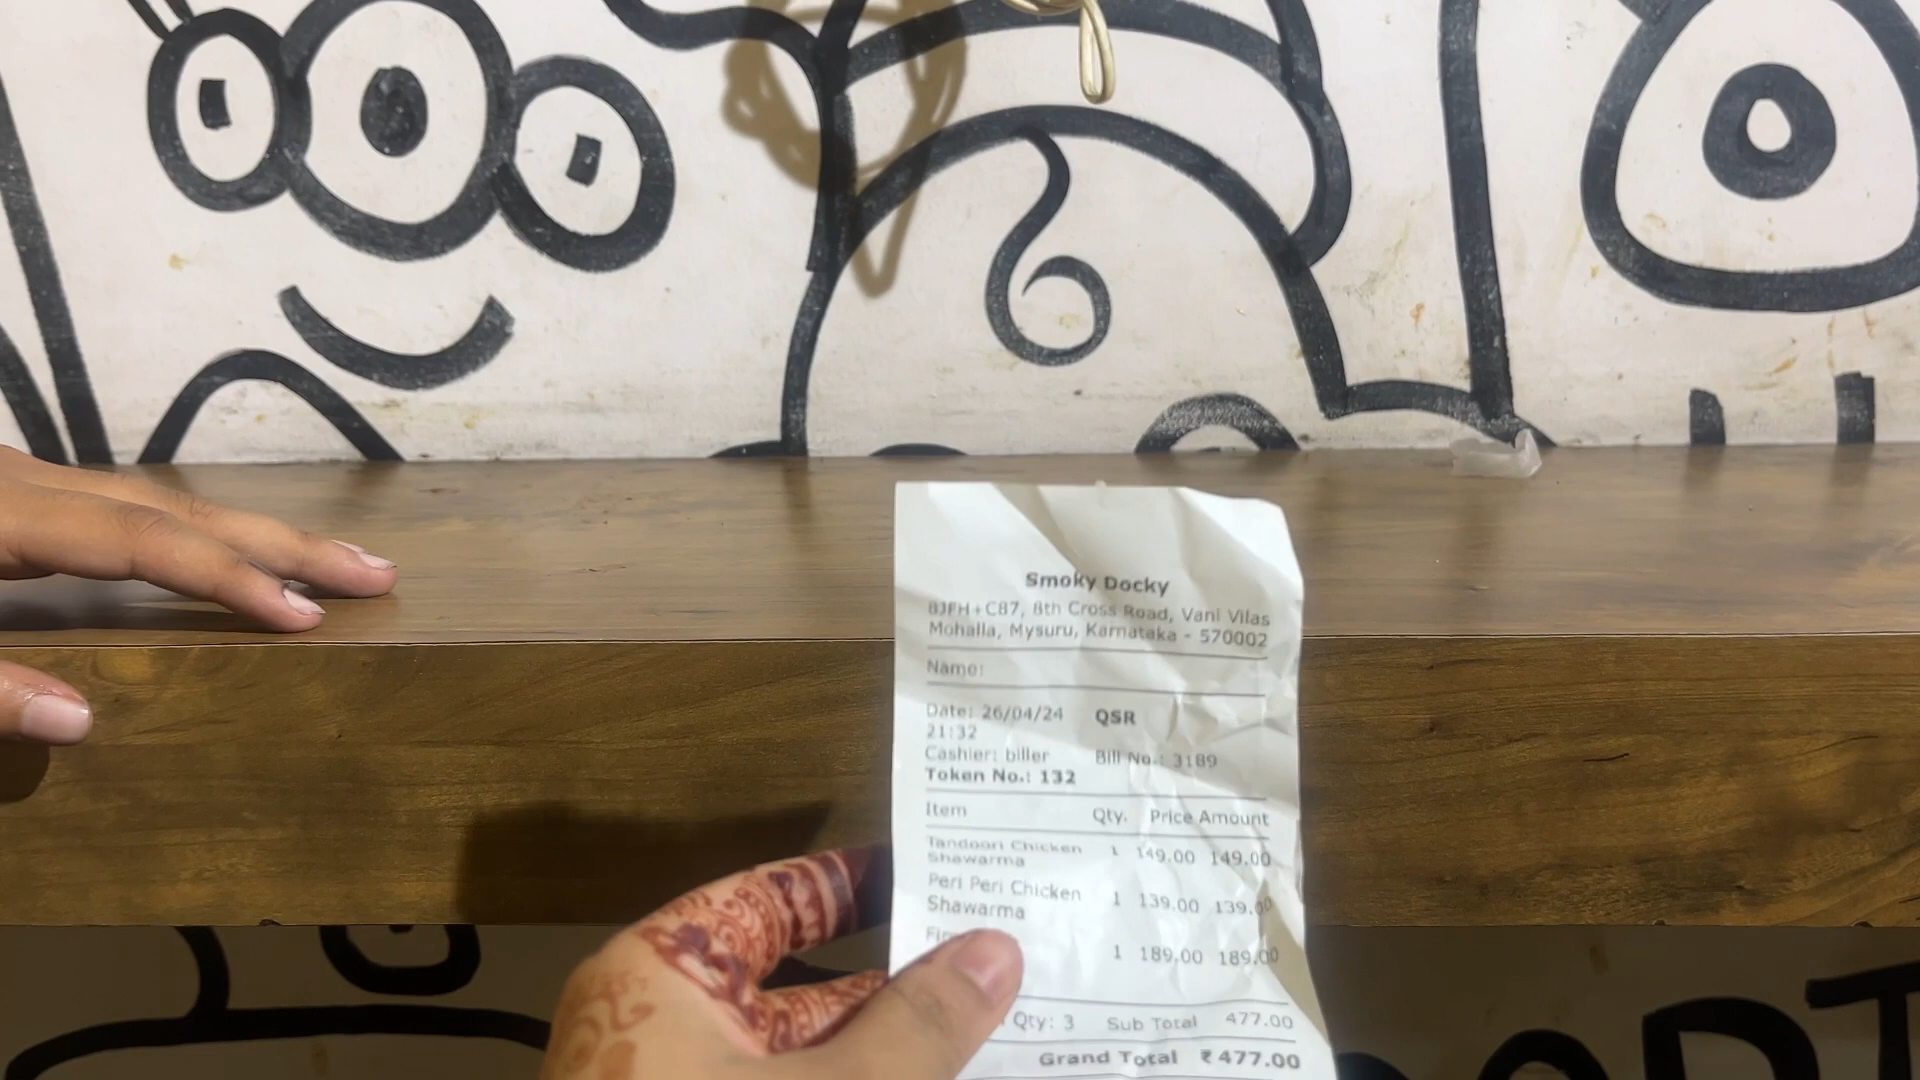 Smoky Docky
8JFH+C87, 8th Cross Road, Vani Vilas
Mohalla, Mysuru, Karnataka - 570002
Name:
Date: 26/04/24 QSR
21:32
Cashier: biller Bill No.: 3189
Token No.: 132
Item Qty. Price Amount
Tandoori Chicken 1 149.00 149.00
Shawarma
Peri Peri Chicken 1 139.00 139.00
Shawarma
1 189.00 189.00
Qty: 3 Sub Total 477.00
Grand Total ₹477.00